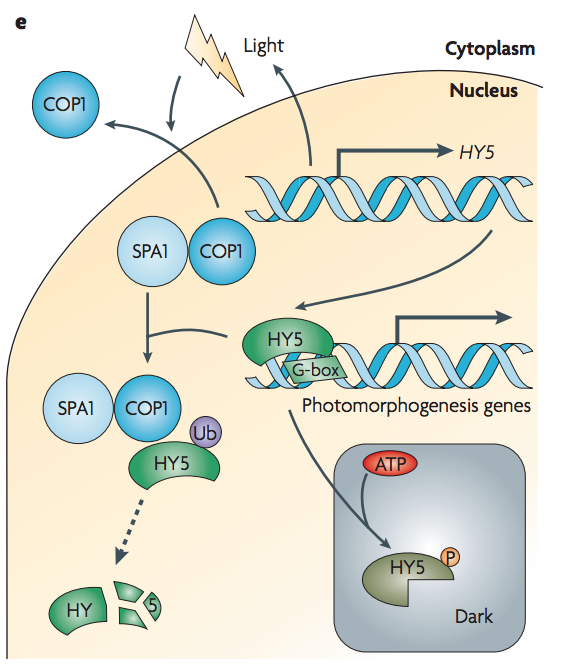 e
Light
Cytoplasm
Nucleus
COP1
HY5
SPA1
COP1
HY5
G-box
Photomorphogenesis genes
SPA1
COP1
Ub
HY5
ATP
HY5
P
HY
5
Dark